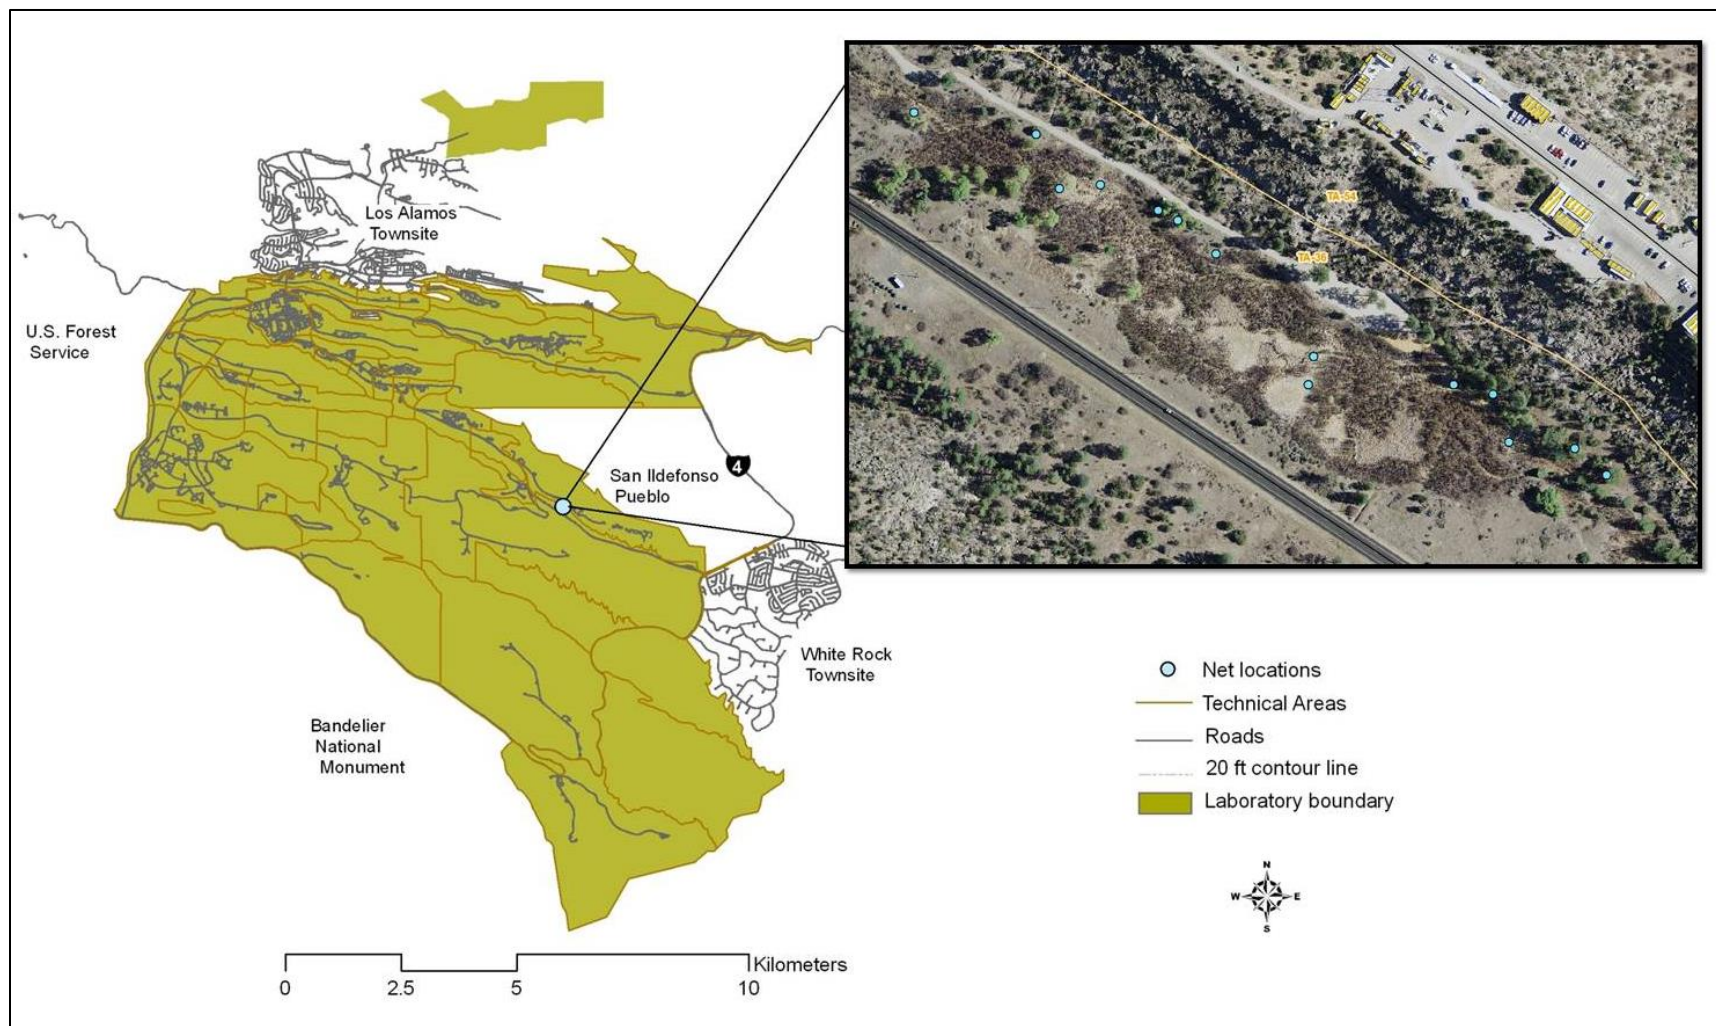 Los Alamos
Townsite
U.S. Forest
Service
San Ildefonso
Pueblo
4
White Rock
Townsite
Bandelier
National
Monument
TA-54
TA-36
Net locations
Technical Areas
Roads
20 ft contour line
Laboratory boundary
N
W E
S
Kilometers
0 2.5 5 10